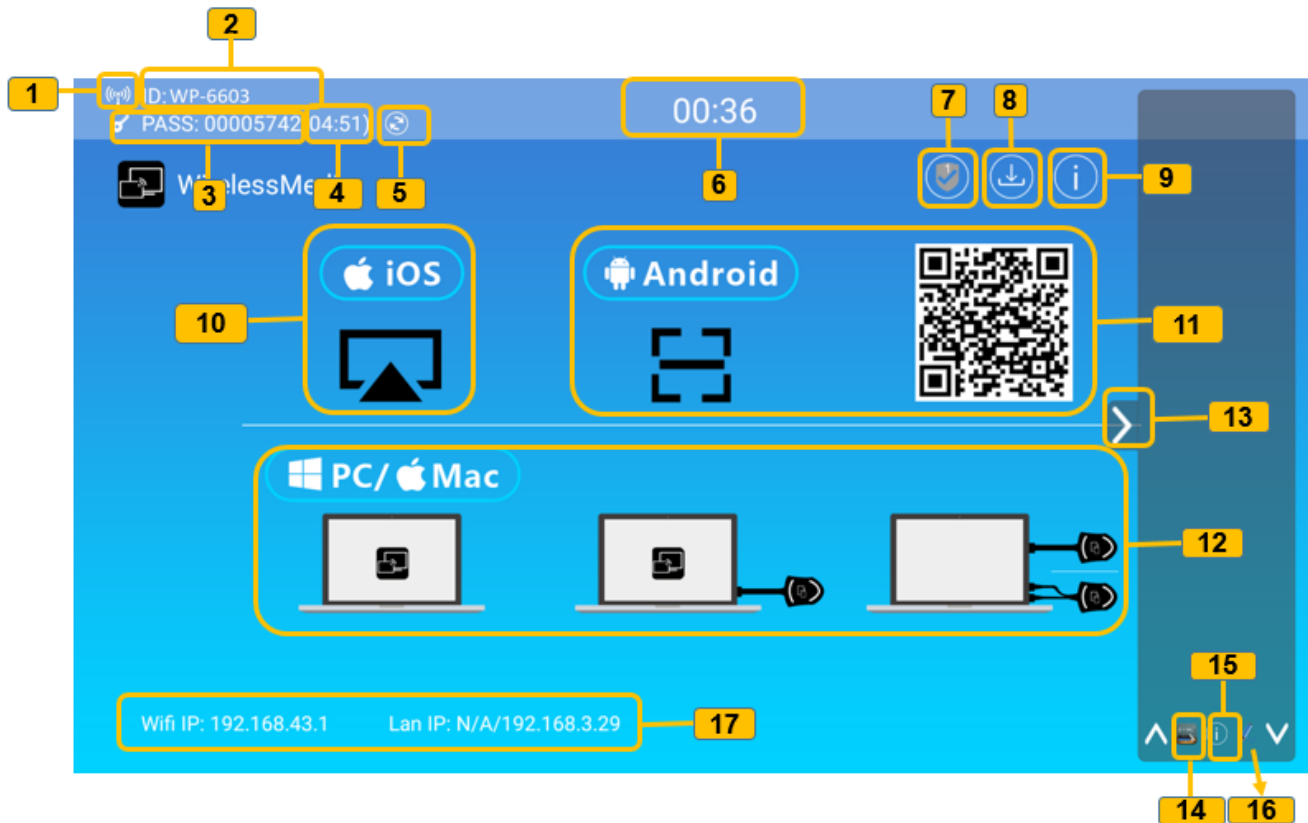 2
1
ID: WP-6603
00:36
7
8
PASS: 00005742(04:51)
3
4
5
6
9
iOS
Android
10
11
13
PC/ Mac
12
15
Wifi IP: 192.168.43.1
Lan IP: N/A/192.168.3.29
17
14
16